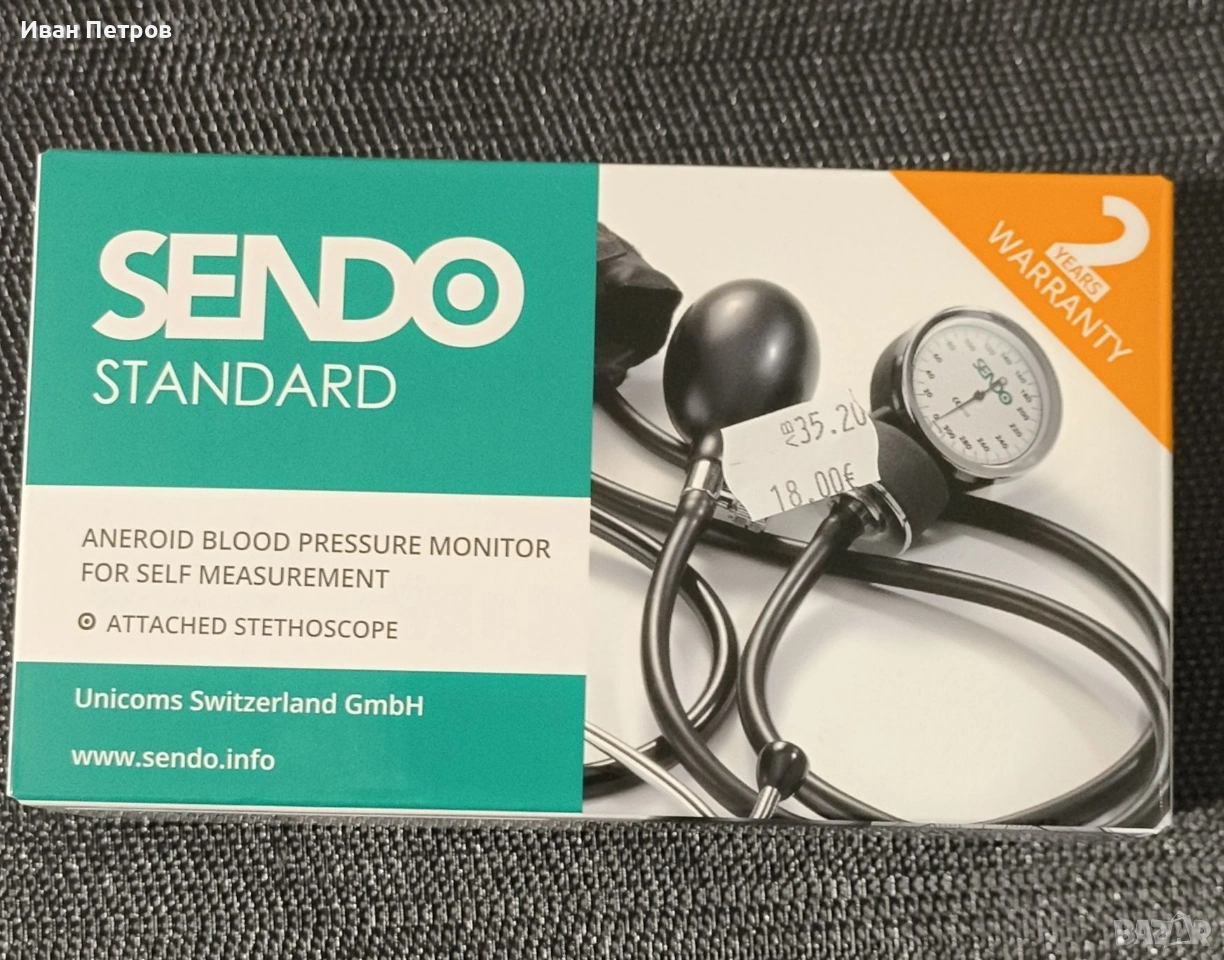 Иван Петров
SENDO
STANDARD
ANEROID BLOOD PRESSURE MONITOR
FOR SELF MEASUREMENT
ATTACHED STETHOSCOPE
Unicoms Switzerland GmbH
www.sendo.info
2
YEARS
WARRANTY
35.20
18.00€
SENDO
BAZAR